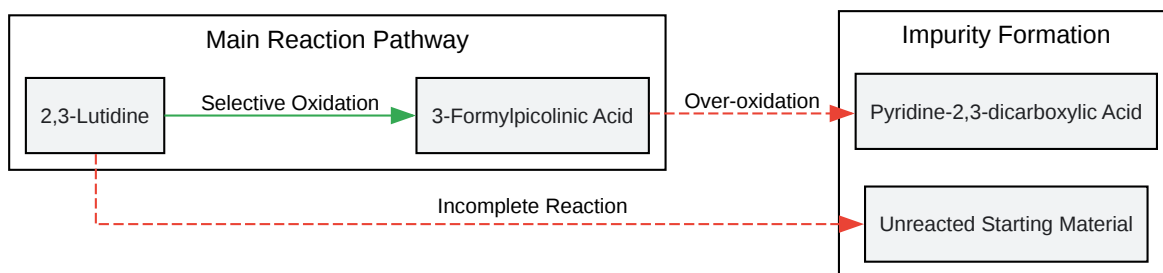 Main Reaction Pathway
Impurity Formation
2,3-Lutidine
Selective Oxidation
3-Formylpicolinic Acid
Over-oxidation
Pyridine-2,3-dicarboxylic Acid
Incomplete Reaction
Unreacted Starting Material